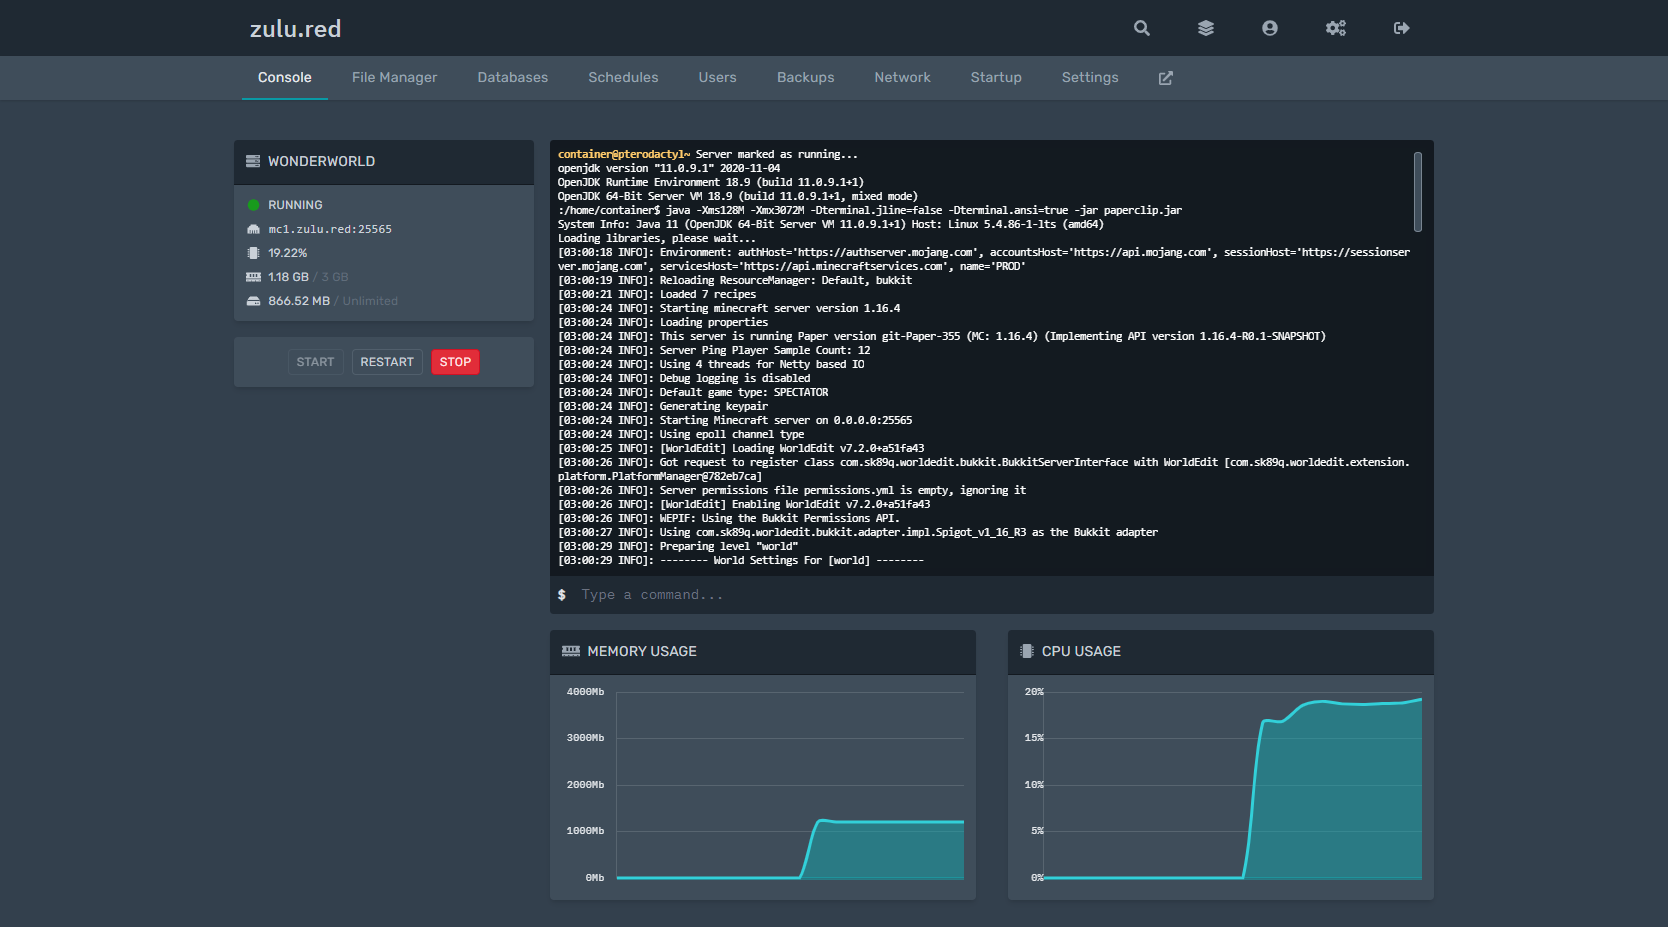 zulu.red
Console File Manager Databases Schedules Users Backups Network Startup Settings
WONDERWORLD
RUNNING
mc1.zulu.red:25565
19.22%
1.18 GB / 3 GB
866.52 MB / Unlimited
START RESTART STOP
container@pterodactyl~ Server marked as running...
openjdk version "11.0.9.1" 2020-11-04
OpenJDK Runtime Environment 18.9 (build 11.0.9.1+1)
OpenJDK 64-Bit Server VM 18.9 (build 11.0.9.1+1, mixed mode)
:/home/container$ java -Xms128M -Xmx3072M -Dterminal.jline=false -Dterminal.ansi=true -jar paperclip.jar
System Info: Java 11 (OpenJDK 64-Bit Server VM 11.0.9.1+1) Host: Linux 5.4.86-1-lts (amd64)
Loading libraries, please wait...
[03:00:18 INFO]: Environment: authHost='https://authserver.mojang.com', accountsHost='https://api.mojang.com', sessionHost='https://sessionser
ver.mojang.com', servicesHost='https://api.minecraftservices.com', name='PROD'
[03:00:19 INFO]: Reloading ResourceManager: Default, bukkit
[03:00:21 INFO]: Loaded 7 recipes
[03:00:24 INFO]: Starting minecraft server version 1.16.4
[03:00:24 INFO]: Loading properties
[03:00:24 INFO]: This server is running Paper version git-Paper-355 (MC: 1.16.4) (Implementing API version 1.16.4-R0.1-SNAPSHOT)
[03:00:24 INFO]: Server Ping Player Sample Count: 12
[03:00:24 INFO]: Using 4 threads for Netty based IO
[03:00:24 INFO]: Debug logging is disabled
[03:00:24 INFO]: Default game type: SPECTATOR
[03:00:24 INFO]: Generating keypair
[03:00:24 INFO]: Starting Minecraft server on 0.0.0.0:25565
[03:00:24 INFO]: Using epoll channel type
[03:00:25 INFO]: [WorldEdit] Loading WorldEdit v7.2.0+a51fa43
[03:00:26 INFO]: Got request to register class com.sk89q.worldedit.bukkit.BukkitServerInterface with WorldEdit [com.sk89q.worldedit.extension.
platform.PlatformManager@782eb7ca]
[03:00:26 INFO]: Server permissions file permissions.yml is empty, ignoring it
[03:00:26 INFO]: [WorldEdit] Enabling WorldEdit v7.2.0+a51fa43
[03:00:26 INFO]: WEPIF: Using the Bukkit Permissions API.
[03:00:27 INFO]: Using com.sk89q.worldedit.bukkit.adapter.impl.Spigot_v1_16_R3 as the Bukkit adapter
[03:00:29 INFO]: Preparing level "world"
[03:00:29 INFO]: -------- World Settings For [world] --------
$ Type a command...
MEMORY USAGE
4000Mb
3000Mb
2000Mb
1000Mb
0Mb
CPU USAGE
20%
15%
10%
5%
0%